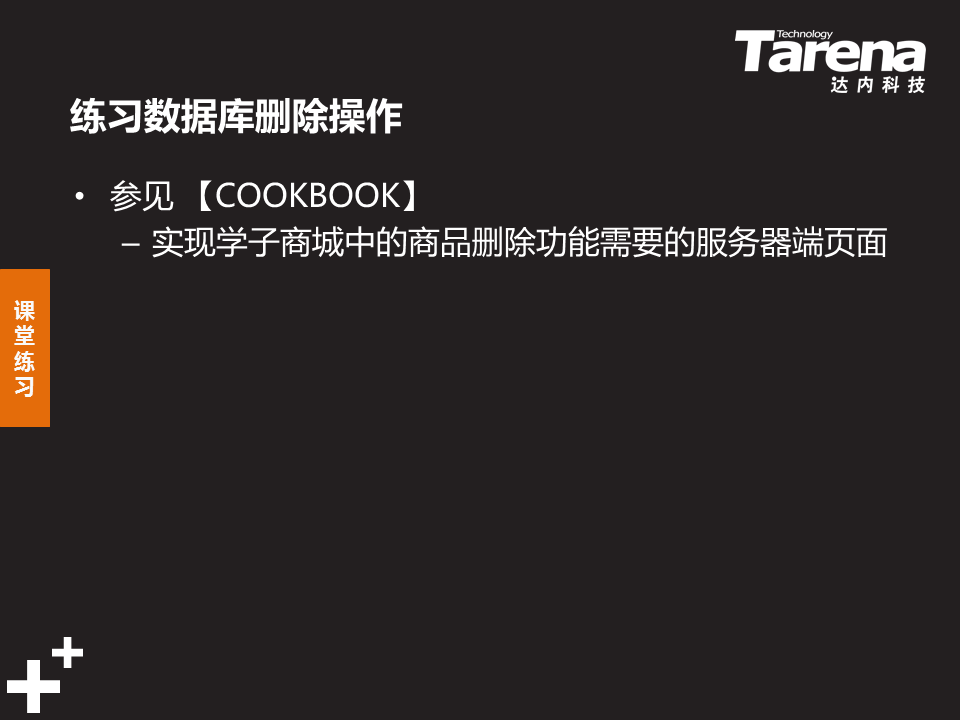 Technology
Tarena
达内科技
练习数据库删除操作
• 参见 【COOKBOOK】
– 实现学子商城中的商品删除功能需要的服务器端页面
课
堂
练
习